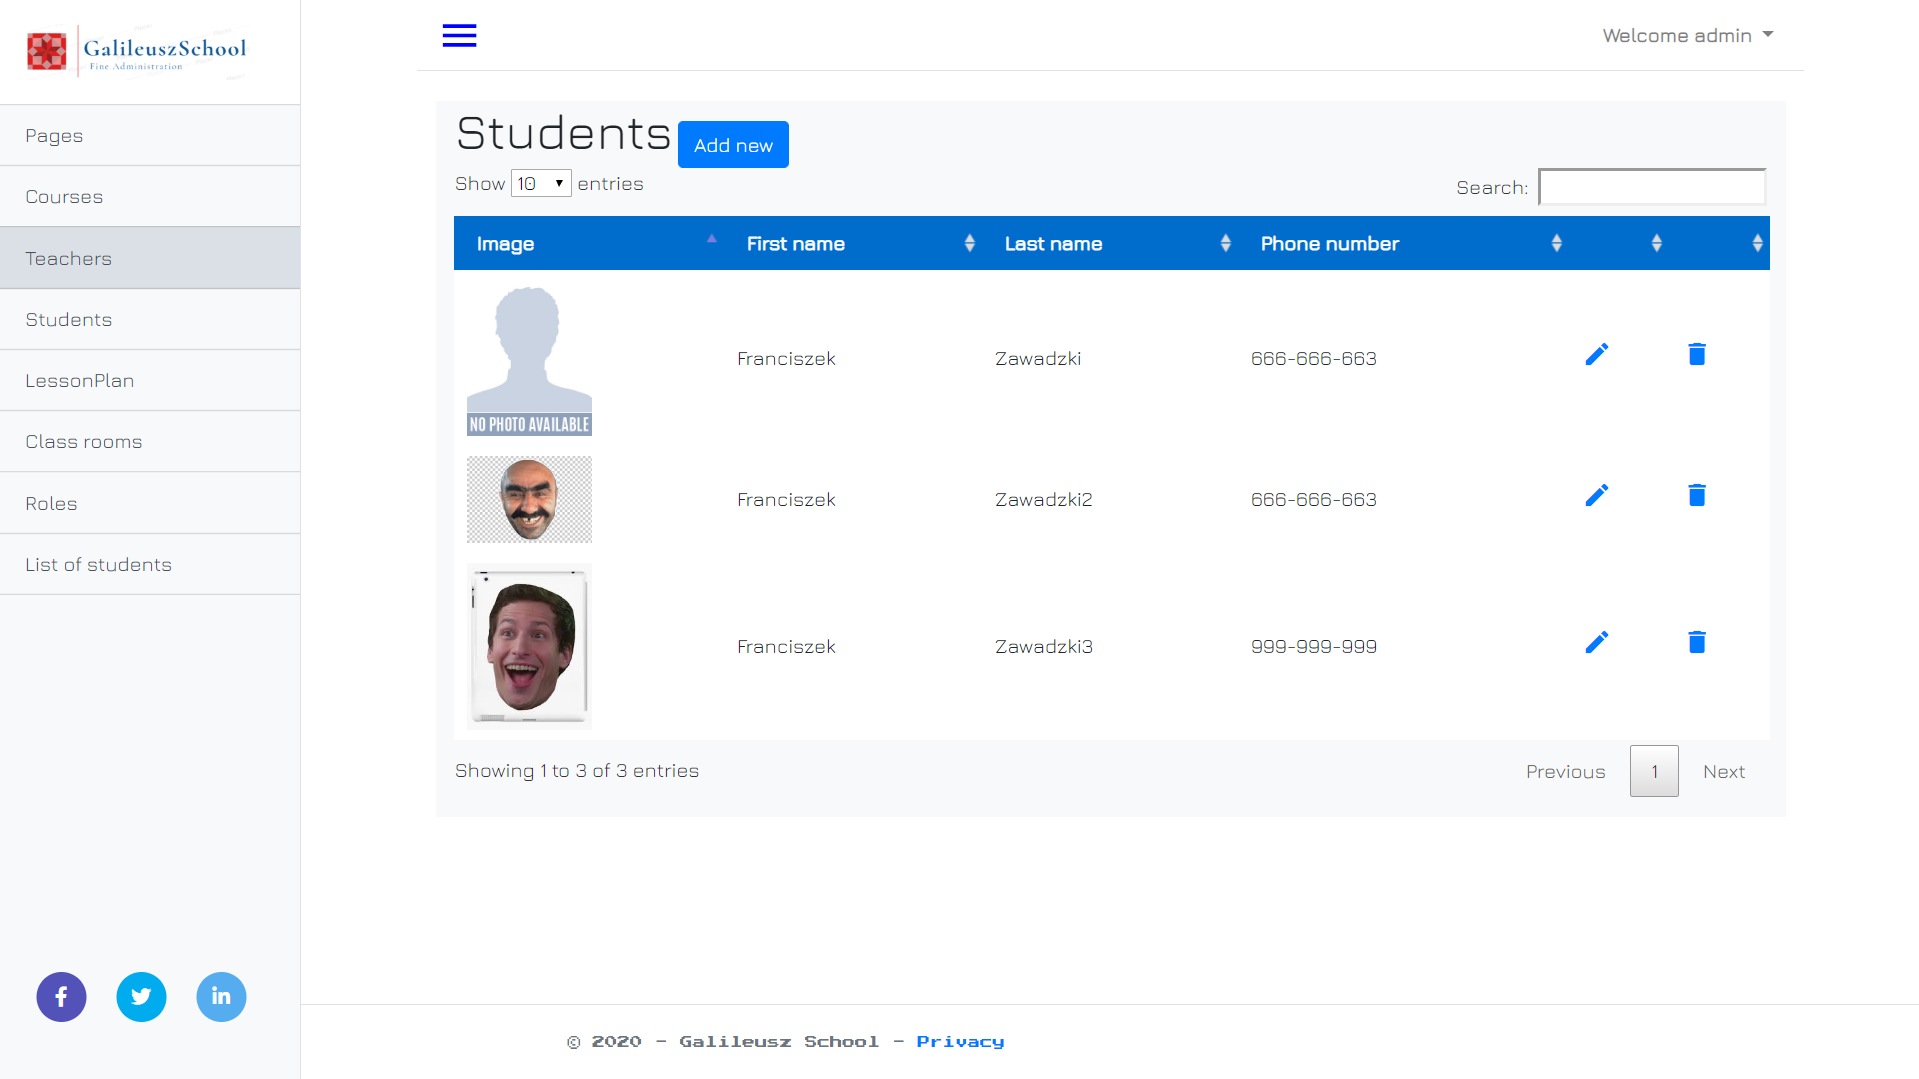 GalileuszSchool
Fine Administration
Welcome admin
Pages
Courses
Teachers
Students
LessonPlan
Class rooms
Roles
List of students
Students Add new
Show 10 entries
Search:
Image First name Last name Phone number
NO PHOTO AVAILABLE
Franciszek Zawadzki 666-666-663
Franciszek Zawadzki2 666-666-663
Franciszek Zawadzki3 999-999-999
Showing 1 to 3 of 3 entries
Previous 1 Next
© 2020 - Galileusz School - Privacy